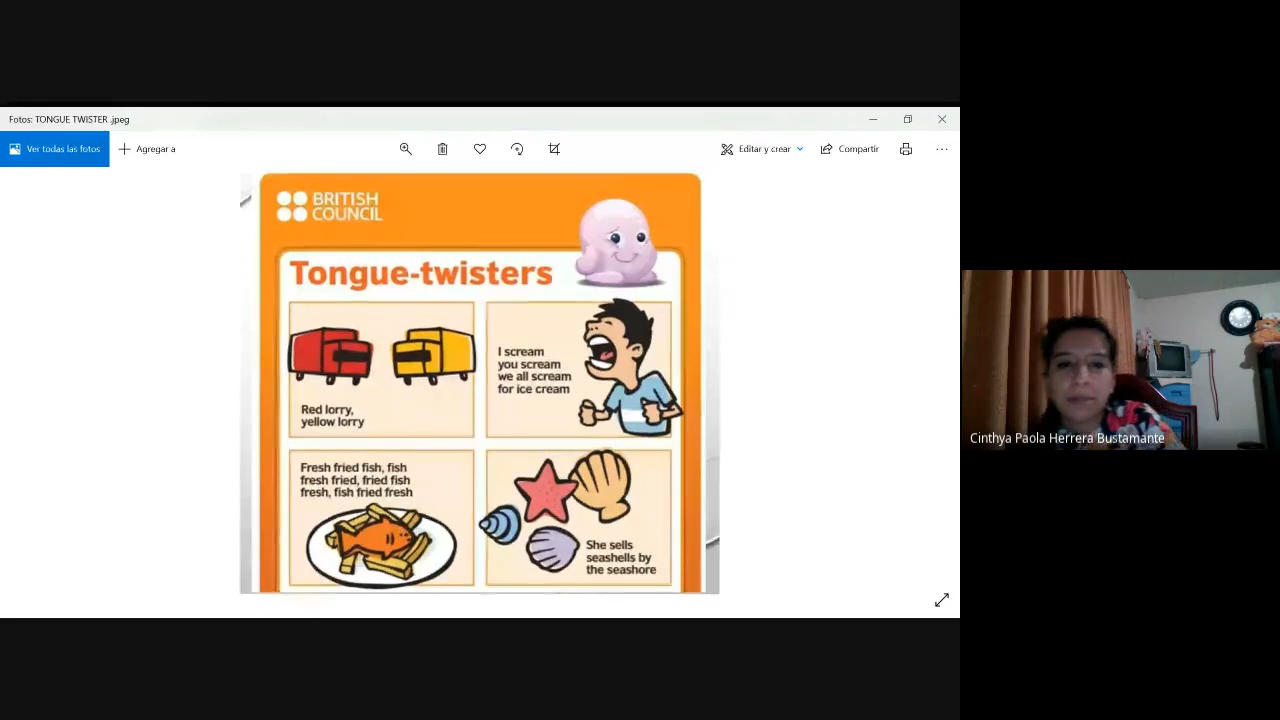 Fotos: TONGUE TWISTER .jpeg
Ver todas las fotos
Agregar a
Editar y crear
Compartir
BRITISH
COUNCIL
Tongue-twisters
Red lorry,
yellow lorry
I scream
you scream
we all scream
for ice cream
Fresh fried fish, fish
fresh fried, fried fish
fresh, fish fried fresh
She sells
seashells by
the seashore
Cinthya Paola Herrera Bustamante